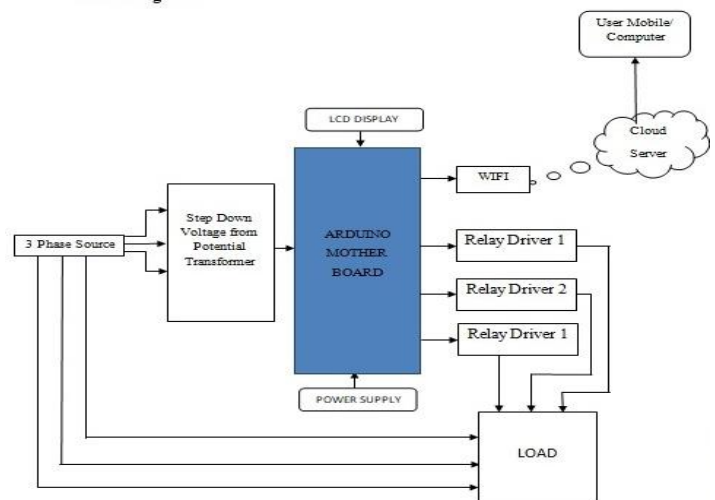 User Mobile/
Computer
LCD DISPLAY
Cloud
Server
WIFI
Step Down
Voltage from
Potential
Transformer
3 Phase Source
ARDUINO
MOTHER
BOARD
Relay Driver 1
Relay Driver 2
Relay Driver 1
POWER SUPPLY
LOAD